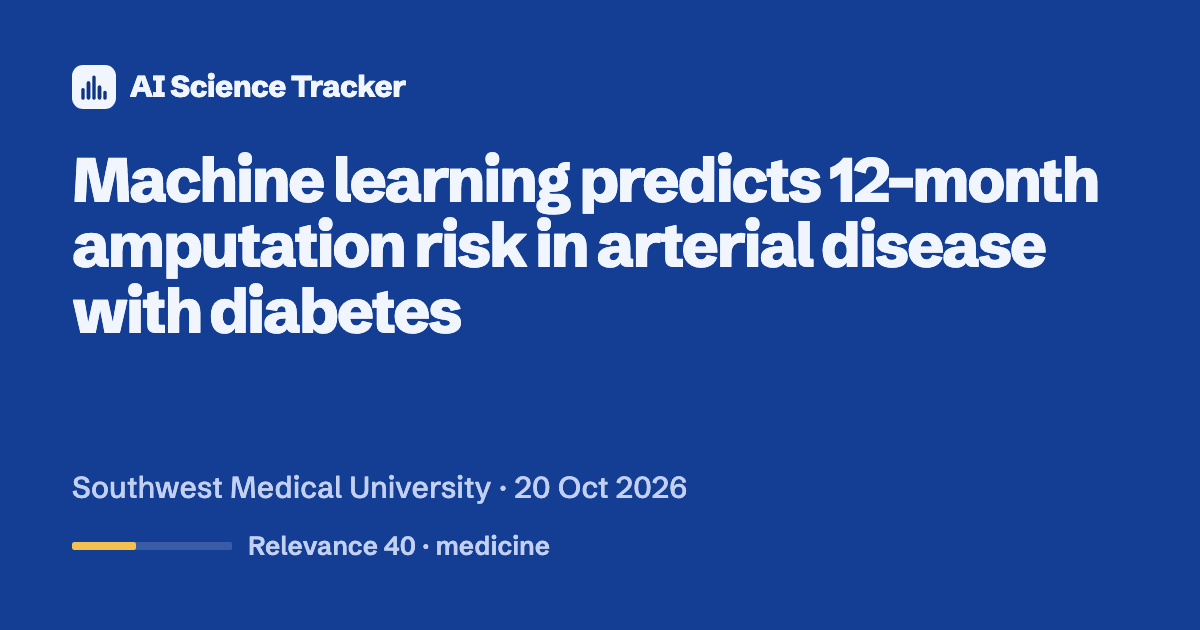 AI Science Tracker
Machine learning predicts 12-month
amputation risk in arterial disease
with diabetes
Southwest Medical University · 20 Oct 2026
Relevance 40 · medicine